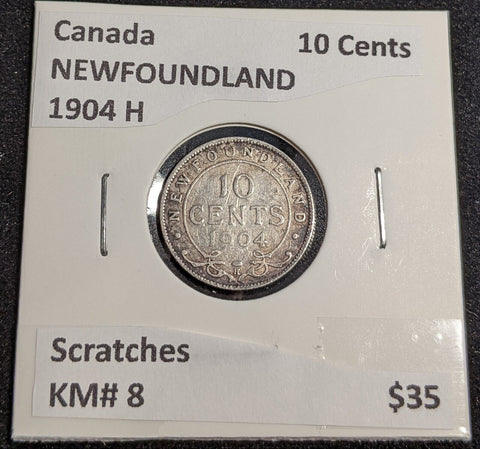 Canada 10 Cents
NEWFOUNDLAND
1904 H
NEWFOUNDLAND
10
CENTS
1904
H
Scratches
KM# 8 $35